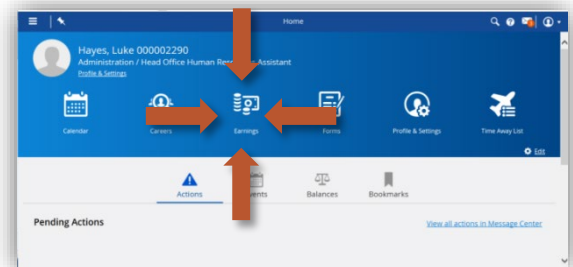 Home
Hayes, Luke 000002290
Administration / Head Office Human Assistant
Profile & Settings
Calendar
Careers
Earnings
Forms
Profile & Settings
Time Away List
Edit
Actions
Balances
Bookmarks
Pending Actions
View all actions in Message Center